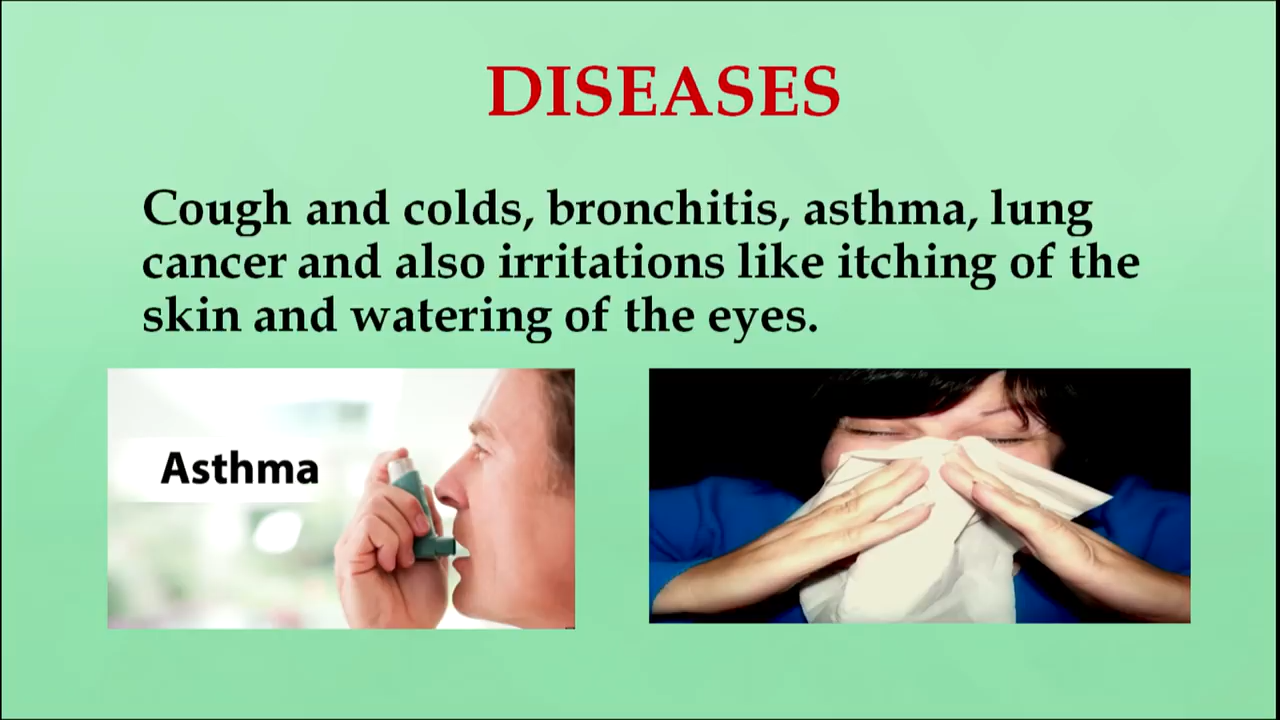 DISEASES
Cough and colds, bronchitis, asthma, lung
cancer and also irritations like itching of the
skin and watering of the eyes.
Asthma